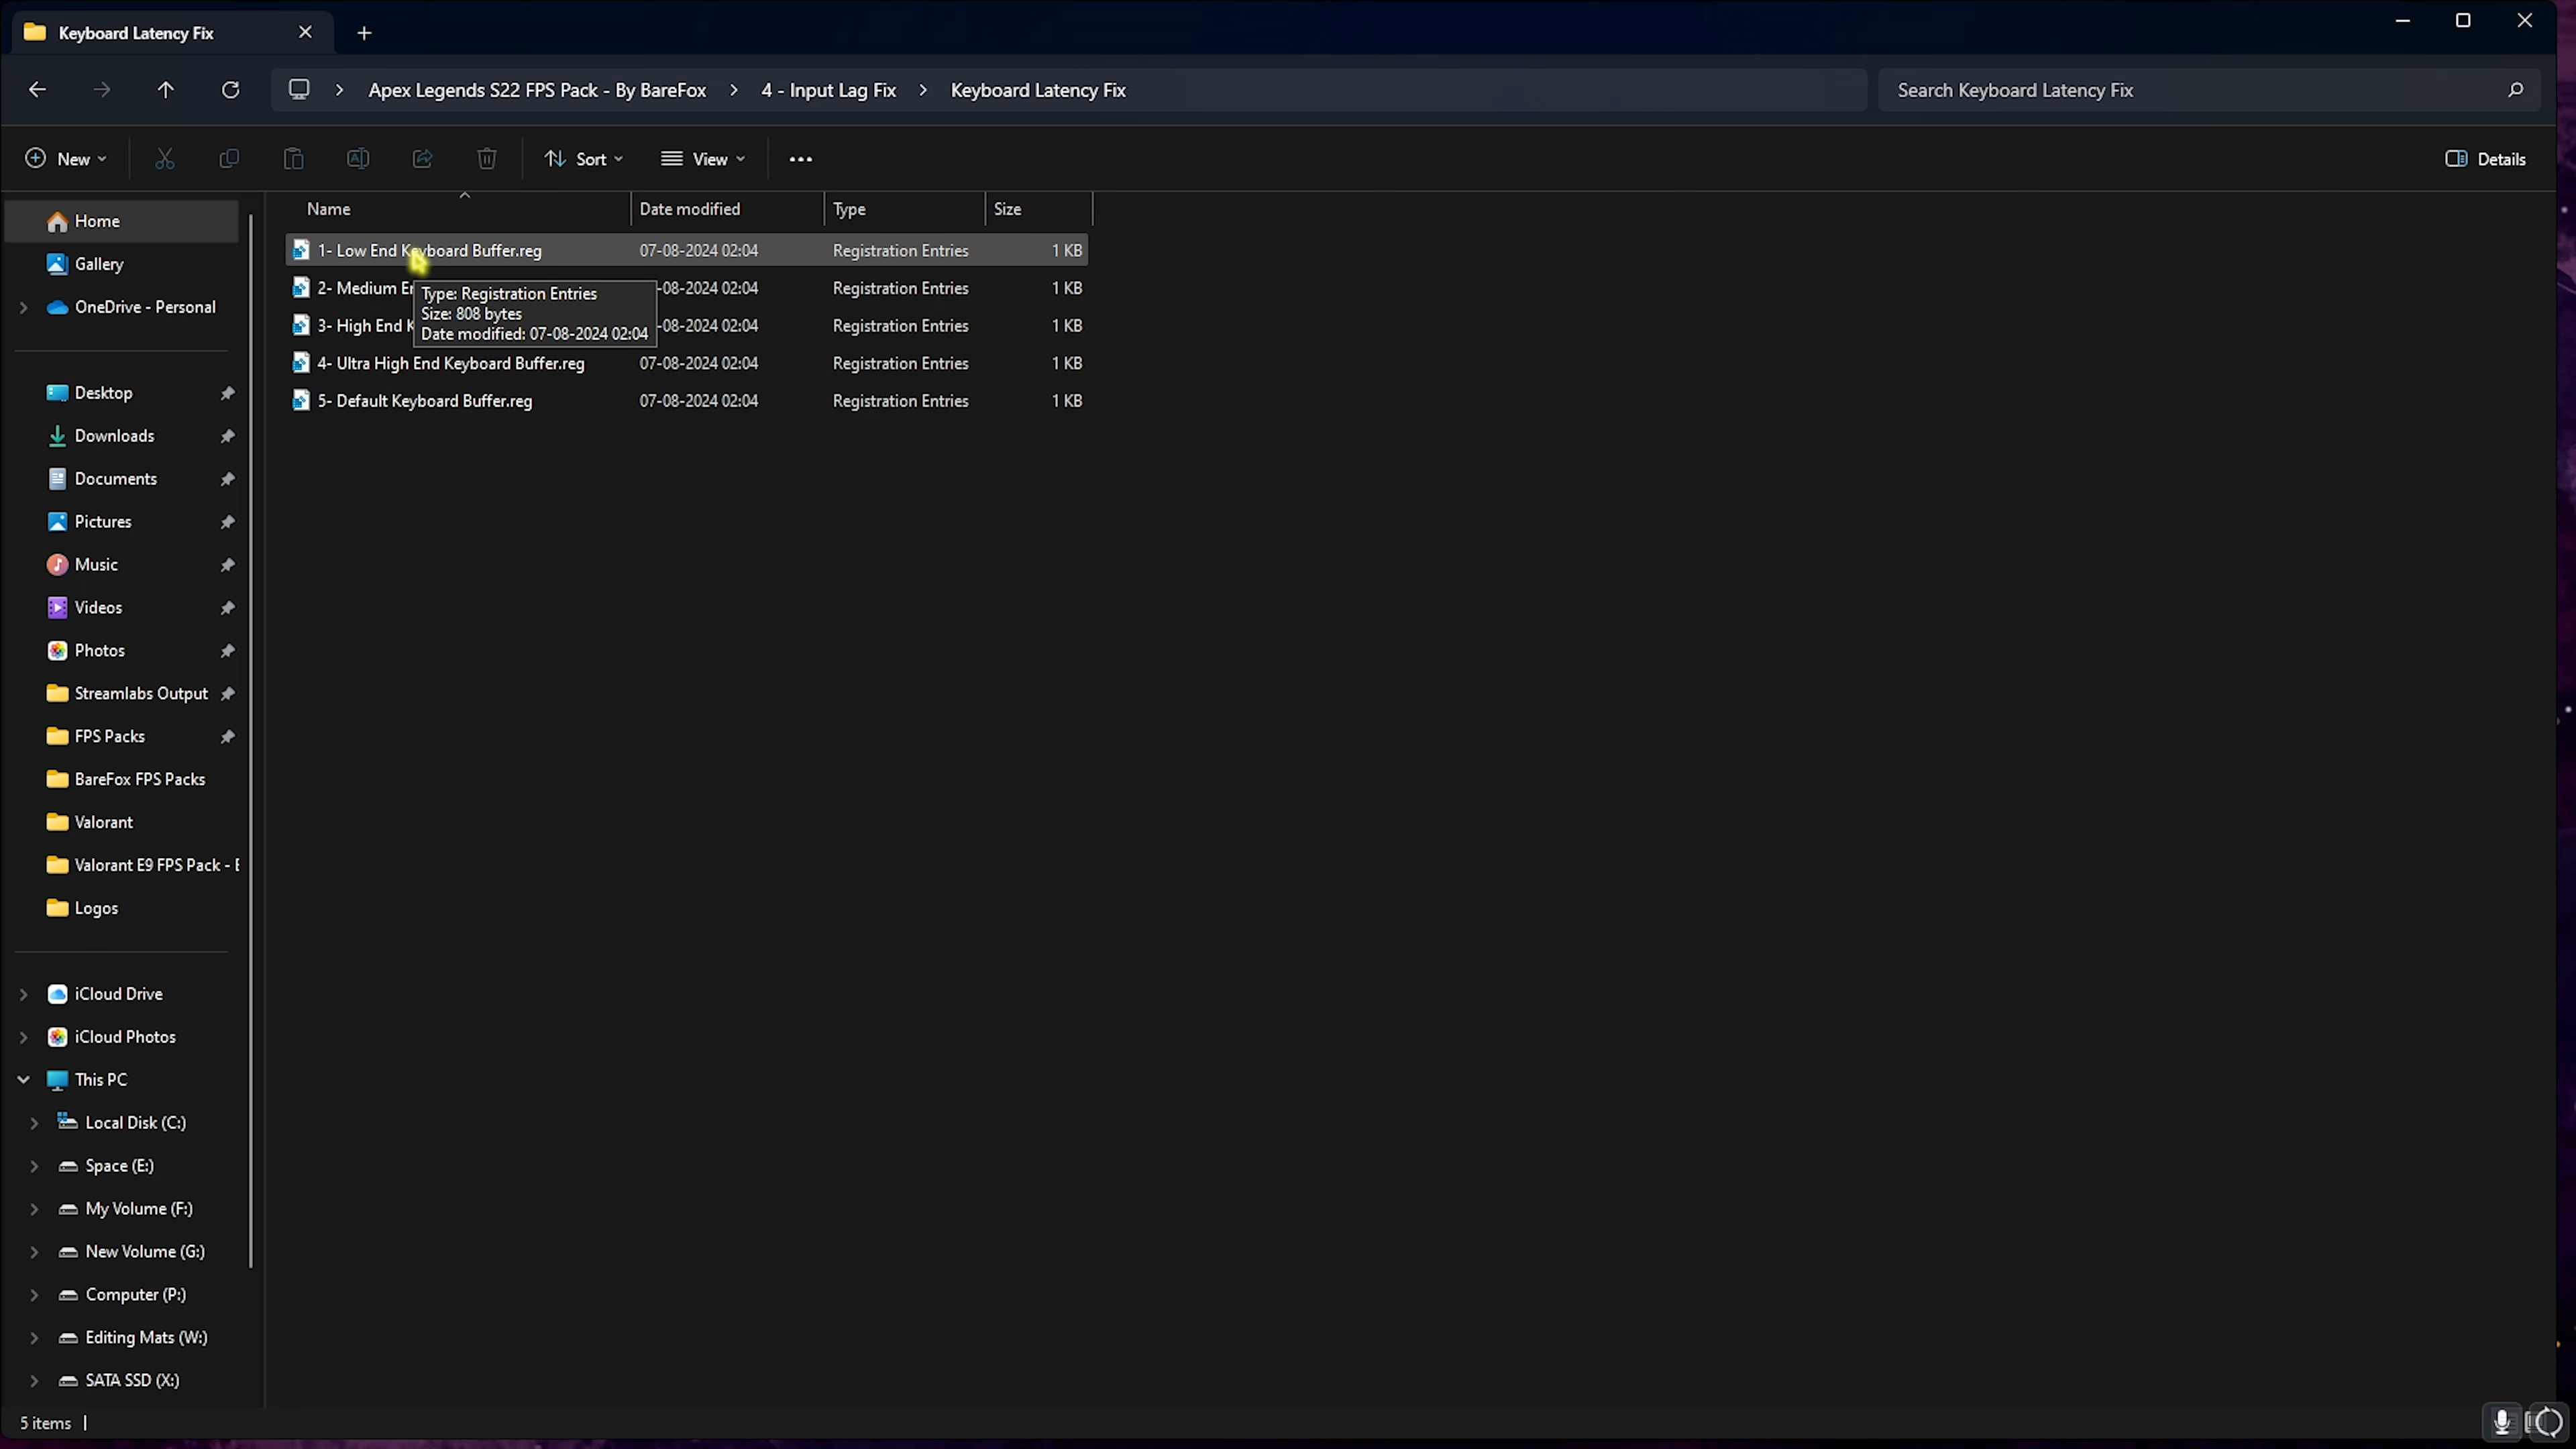 Keyboard Latency Fix
Apex Legends S22 FPS Pack - By BareFox
4 - Input Lag Fix
Keyboard Latency Fix
Search Keyboard Latency Fix
New
Sort
View
Details
Name Date modified Type Size
1- Low End Keyboard Buffer.reg 07-08-2024 02:04 Registration Entries 1 KB
2- Medium -08-2024 02:04 Registration Entries 1 KB
3- High End -08-2024 02:04 Registration Entries 1 KB
4- Ultra High End Keyboard Buffer.reg 07-08-2024 02:04 Registration Entries 1 KB
5- Default Keyboard Buffer.reg 07-08-2024 02:04 Registration Entries 1 KB
Type: Registration Entries
Size: 808 bytes
Date modified: 07-08-2024 02:04
Home
Gallery
OneDrive - Personal
Desktop
Downloads
Documents
Pictures
Music
Videos
Photos
Streamlabs Output
FPS Packs
BareFox FPS Packs
Valorant
Valorant E9 FPS Pack -
Logos
iCloud Drive
iCloud Photos
This PC
Local Disk (C:)
Space (E:)
My Volume (F:)
New Volume (G:)
Computer (P:)
Editing Mats (W:)
SATA SSD (X:)
5 items